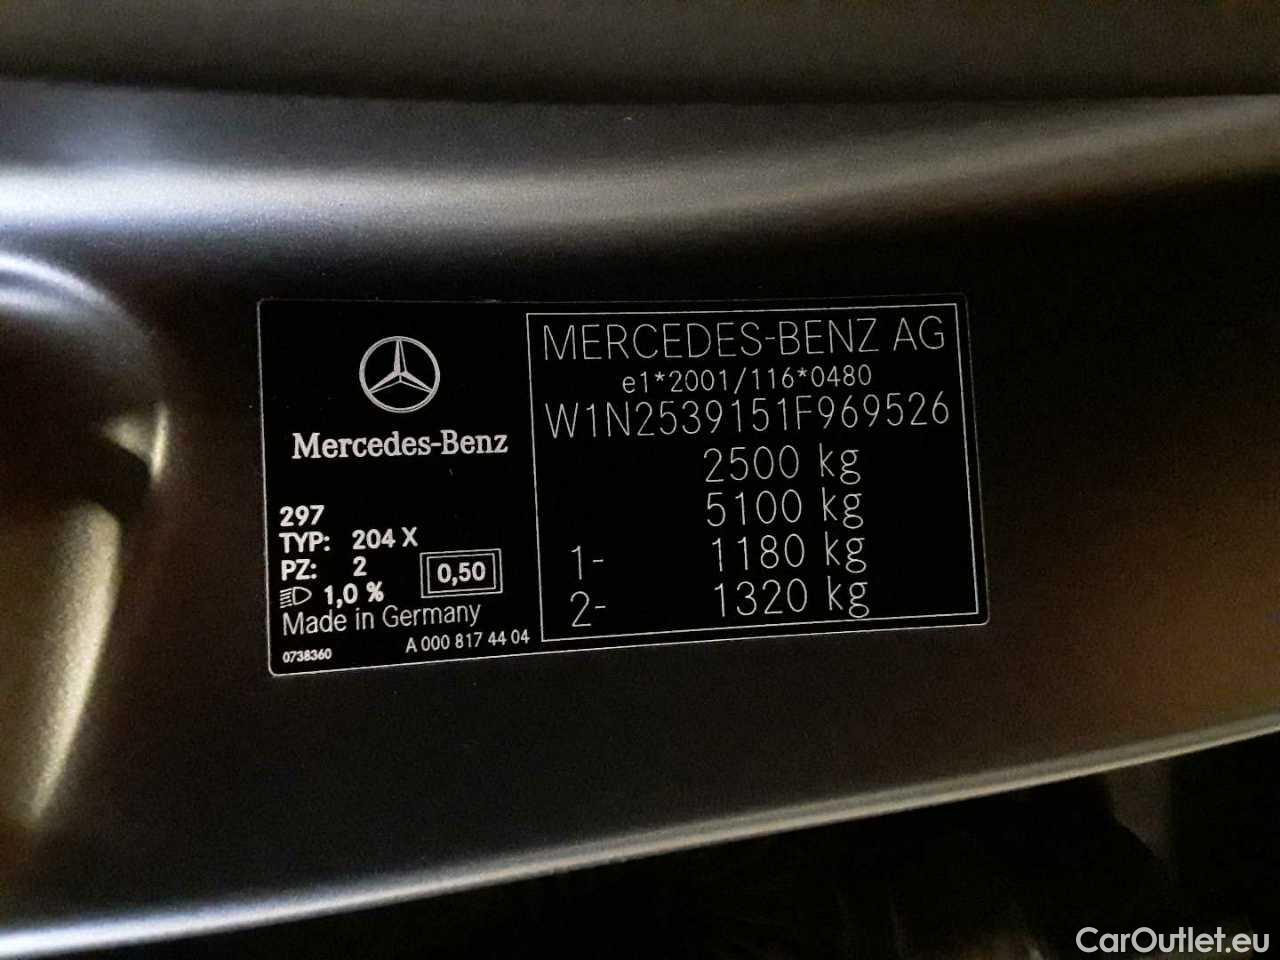 Mercedes-Benz
297
TYP: 204 X
PZ: 2
1,0 %
0,50
Made in Germany
0738360
A 000 817 44 04
MERCEDES-BENZ AG
e1*2001/116*0480
W1N2539151F969526
2500 kg
5100 kg
1- 1180 kg
2- 1320 kg
CarOutlet.eu